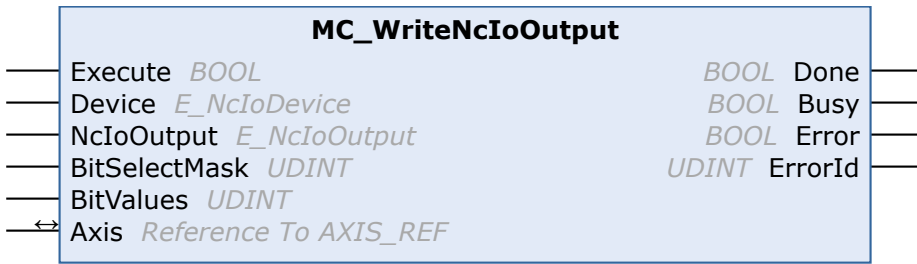 MC_WriteNcIoOutput
Execute BOOL BOOL Done
Device E_NcIoDevice BOOL Busy
NcIoOutput E_NcIoOutput BOOL Error
BitSelectMask UDINT UDINT ErrorId
BitValues UDINT
↔ Axis Reference To AXIS_REF